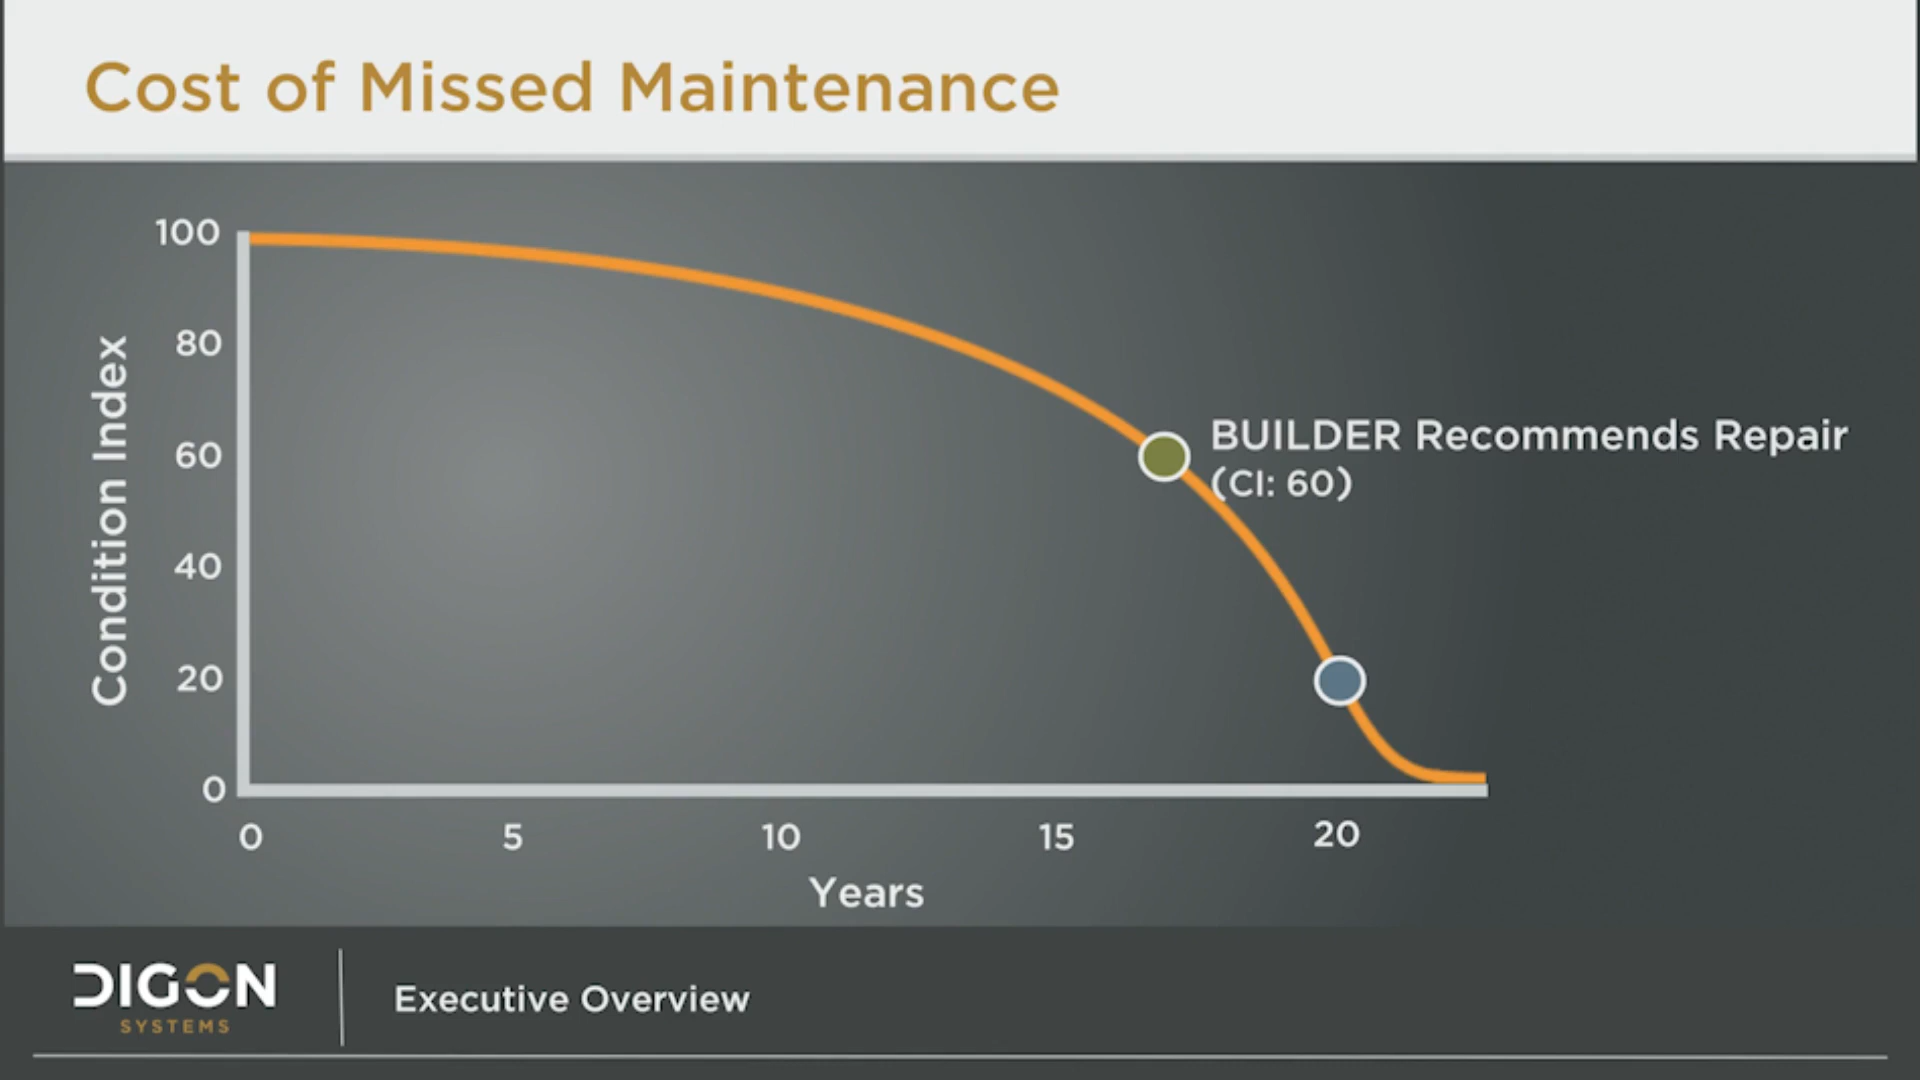 Cost of Missed Maintenance
100
80
60
40
20
0
Condition Index
BUILDER Recommends Repair
(CI: 60)
0 5 10 15 20
Years
DIGON
SYSTEMS
Executive Overview